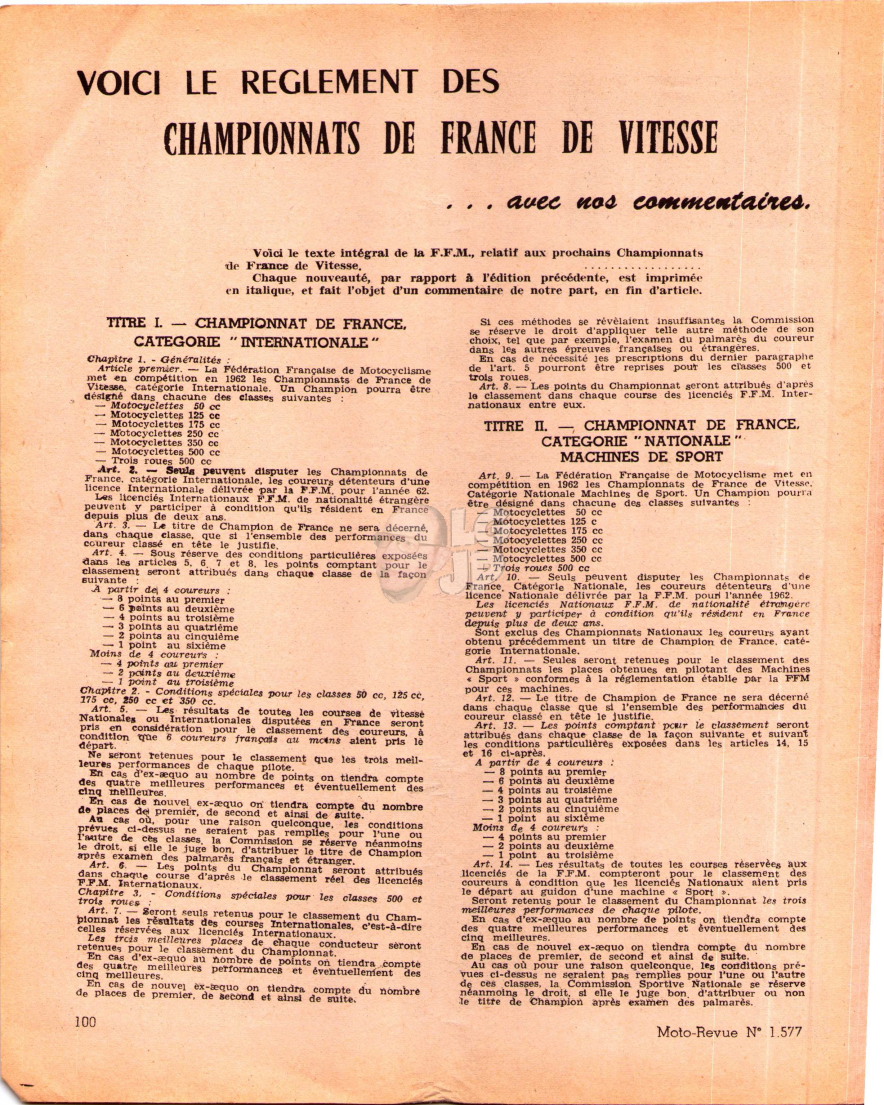 VOICI LE REGLEMENT DES
CHAMPIONNATS DE FRANCE DE VITESSE
. . . avec nos commentaires.
Voici le texte intégral de la F.F.M., relatif aux prochains Championnats
de France de Vitesse. . . . . . . . . . . . . . . . . . .
Chaque nouveauté, par rapport à l'édition précédente, est imprimée
en italique, et fait l'objet d'un commentaire de notre part, en fin d'article.
TITRE I. — CHAMPIONNAT DE FRANCE,
CATEGORIE " INTERNATIONALE "
Chapitre 1. - Généralités :
Article premier. — La Fédération Française de Motocyclisme
met en compétition en 1962 les Championnats de France de
Vitesse, catégorie Internationale. Un Champion pourra être
désigné dans chacune des classes suivantes :
— Motocyclettes 50 cc
— Motocyclettes 125 cc
— Motocyclettes 175 cc
— Motocyclettes 250 cc
— Motocyclettes 350 cc
— Motocyclettes 500 cc
— Trois roues 500 cc
Art. 2. — Seuls peuvent disputer les Championnats de
France, catégorie Internationale, les coureurs détenteurs d'une
licence Internationale délivrée par la F.F.M. pour l'année 62.
Les licenciés Internationaux F.F.M. de nationalité étrangère
peuvent y participer à condition qu'ils résident en France
depuis plus de deux ans.
Art. 3. — Le titre de Champion de France ne sera décerné,
dans chaque classe, que si l'ensemble des performances du
coureur classé en tête le justifie.
Art. 4. — Sous réserve des conditions particulières exposées
dans les articles 5, 6, 7 et 8, les points comptant pour le
classement seront attribués dans chaque classe de la façon
suivante :
A partir de 4 coureurs :
— 8 points au premier
— 6 points au deuxième
— 4 points au troisième
— 3 points au quatrième
— 2 points au cinquième
— 1 point au sixième
Moins de 4 coureurs :
— 4 points au premier
— 2 points au deuxième
— 1 point au troisième
Chapitre 2. - Conditions spéciales pour les classes 50 cc, 125 cc,
175 cc, 250 cc et 350 cc.
Art. 5. — Les résultats de toutes les courses de vitesse
Nationales ou Internationales disputées en France seront
pris en considération pour le classement des coureurs, à
condition que 6 coureurs français au moins aient pris le
départ.
Ne seront retenues pour le classement que les trois meil-
leures performances de chaque pilote.
En cas d'ex-æquo au nombre de points on tiendra compte
des quatre meilleures performances et éventuellement des
cinq meilleures.
En cas de nouvel ex-æquo on tiendra compte du nombre
de places de premier, de second et ainsi de suite.
Au cas où, pour une raison quelconque, les conditions
prévues ci-dessus ne seraient pas remplies pour l'une ou
l'autre de ces classes, la Commission se réserve néanmoins
le droit, si elle le juge bon, d'attribuer le titre de Champion
après examen des palmarès français et étranger.
Art. 6. — Les points du Championnat seront attribués
dans chaque course d'après le classement réel des licenciés
F.F.M. Internationaux.
Chapitre 3. - Conditions spéciales pour les classes 500 et
trois roues :
Art. 7. — Seront seuls retenus pour le classement du Cham-
pionnat les résultats des courses Internationales, c'est-à-dire
celles réservées aux licenciés Internationaux.
Les trois meilleures places de chaque conducteur seront
retenues pour le classement du Championnat.
En cas d'ex-æquo au nombre de points on tiendra compte
des quatre meilleures performances et éventuellement des
cinq meilleures.
En cas de nouvel ex-æquo on tiendra compte du nombre
de places de premier, de second et ainsi de suite.
Si ces méthodes se révélaient insuffisantes la Commission
se réserve le droit d'appliquer telle autre méthode de son
choix, tel que par exemple, l'examen du palmarès du coureur
dans les autres épreuves françaises ou étrangères.
En cas de nécessité les prescriptions du dernier paragraphe
de l'art. 5 pourront être reprises pour les classes 500 et
trois roues.
Art. 8. — Les points du Championnat seront attribués d'après
le classement dans chaque course des licenciés F.F.M. Inter-
nationaux entre eux.
TITRE II. — CHAMPIONNAT DE FRANCE,
CATEGORIE " NATIONALE "
MACHINES DE SPORT
Art. 9. — La Fédération Française de Motocyclisme met en
compétition en 1962 les Championnats de France de Vitesse,
Catégorie Nationale Machines de Sport. Un Champion pourra
être désigné dans chacune des classes suivantes :
— Motocyclettes 50 cc
— Motocyclettes 125 c
— Motocyclettes 175 cc
— Motocyclettes 250 cc
— Motocyclettes 350 cc
— Motocyclettes 500 cc
— Trois roues 500 cc
Art. 10. — Seuls peuvent disputer les Championnats de
France, Catégorie Nationale, les coureurs détenteurs d'une
licence Nationale délivrée par la F.F.M. pour l'année 1962.
Les licenciés Nationaux F.F.M. de nationalité étrangère
peuvent y participer à condition qu'ils résident en France
depuis plus de deux ans.
Sont exclus des Championnats Nationaux les coureurs ayant
obtenu précédemment un titre de Champion de France, caté-
gorie Internationale.
Art. 11. — Seules seront retenues pour le classement des
Championnats les places obtenues en pilotant des Machines
« Sport » conformes à la réglementation établie par la FFM
pour ces machines.
Art. 12. — Le titre de Champion de France ne sera décerné
dans chaque classe que si l'ensemble des performances du
coureur classé en tête le justifie.
Art. 13. — Les points comptant pour le classement seront
attribués dans chaque classe de la façon suivante et suivant
les conditions particulières exposées dans les articles 14, 15
et 16 ci-après.
A partir de 4 coureurs :
— 8 points au premier
— 6 points au deuxième
— 4 points au troisième
— 3 points au quatrième
— 2 points au cinquième
— 1 point au sixième
Moins de 4 coureurs :
— 4 points au premier
— 2 points au deuxième
— 1 point au troisième
Art. 14. — Les résultats de toutes les courses réservées aux
licenciés de la F.F.M. compteront pour le classement des
coureurs à condition que les licenciés Nationaux aient pris
le départ au guidon d'une machine « Sport ».
Seront retenues pour le classement du Championnat les trois
meilleures performances de chaque pilote.
En cas d'ex-æquo au nombre de points on tiendra compte
des quatre meilleures performances et éventuellement des
cinq meilleures.
En cas de nouvel ex-æquo on tiendra compte du nombre
de places de premier, de second et ainsi de suite.
Au cas où pour une raison quelconque, les conditions pré-
vues ci-dessus ne seraient pas remplies pour l'une ou l'autre
de ces classes, la Commission Sportive Nationale se réserve
néanmoins le droit, si elle le juge bon, d'attribuer ou non
le titre de Champion après examen des palmarès.
100
Moto-Revue N° 1.577